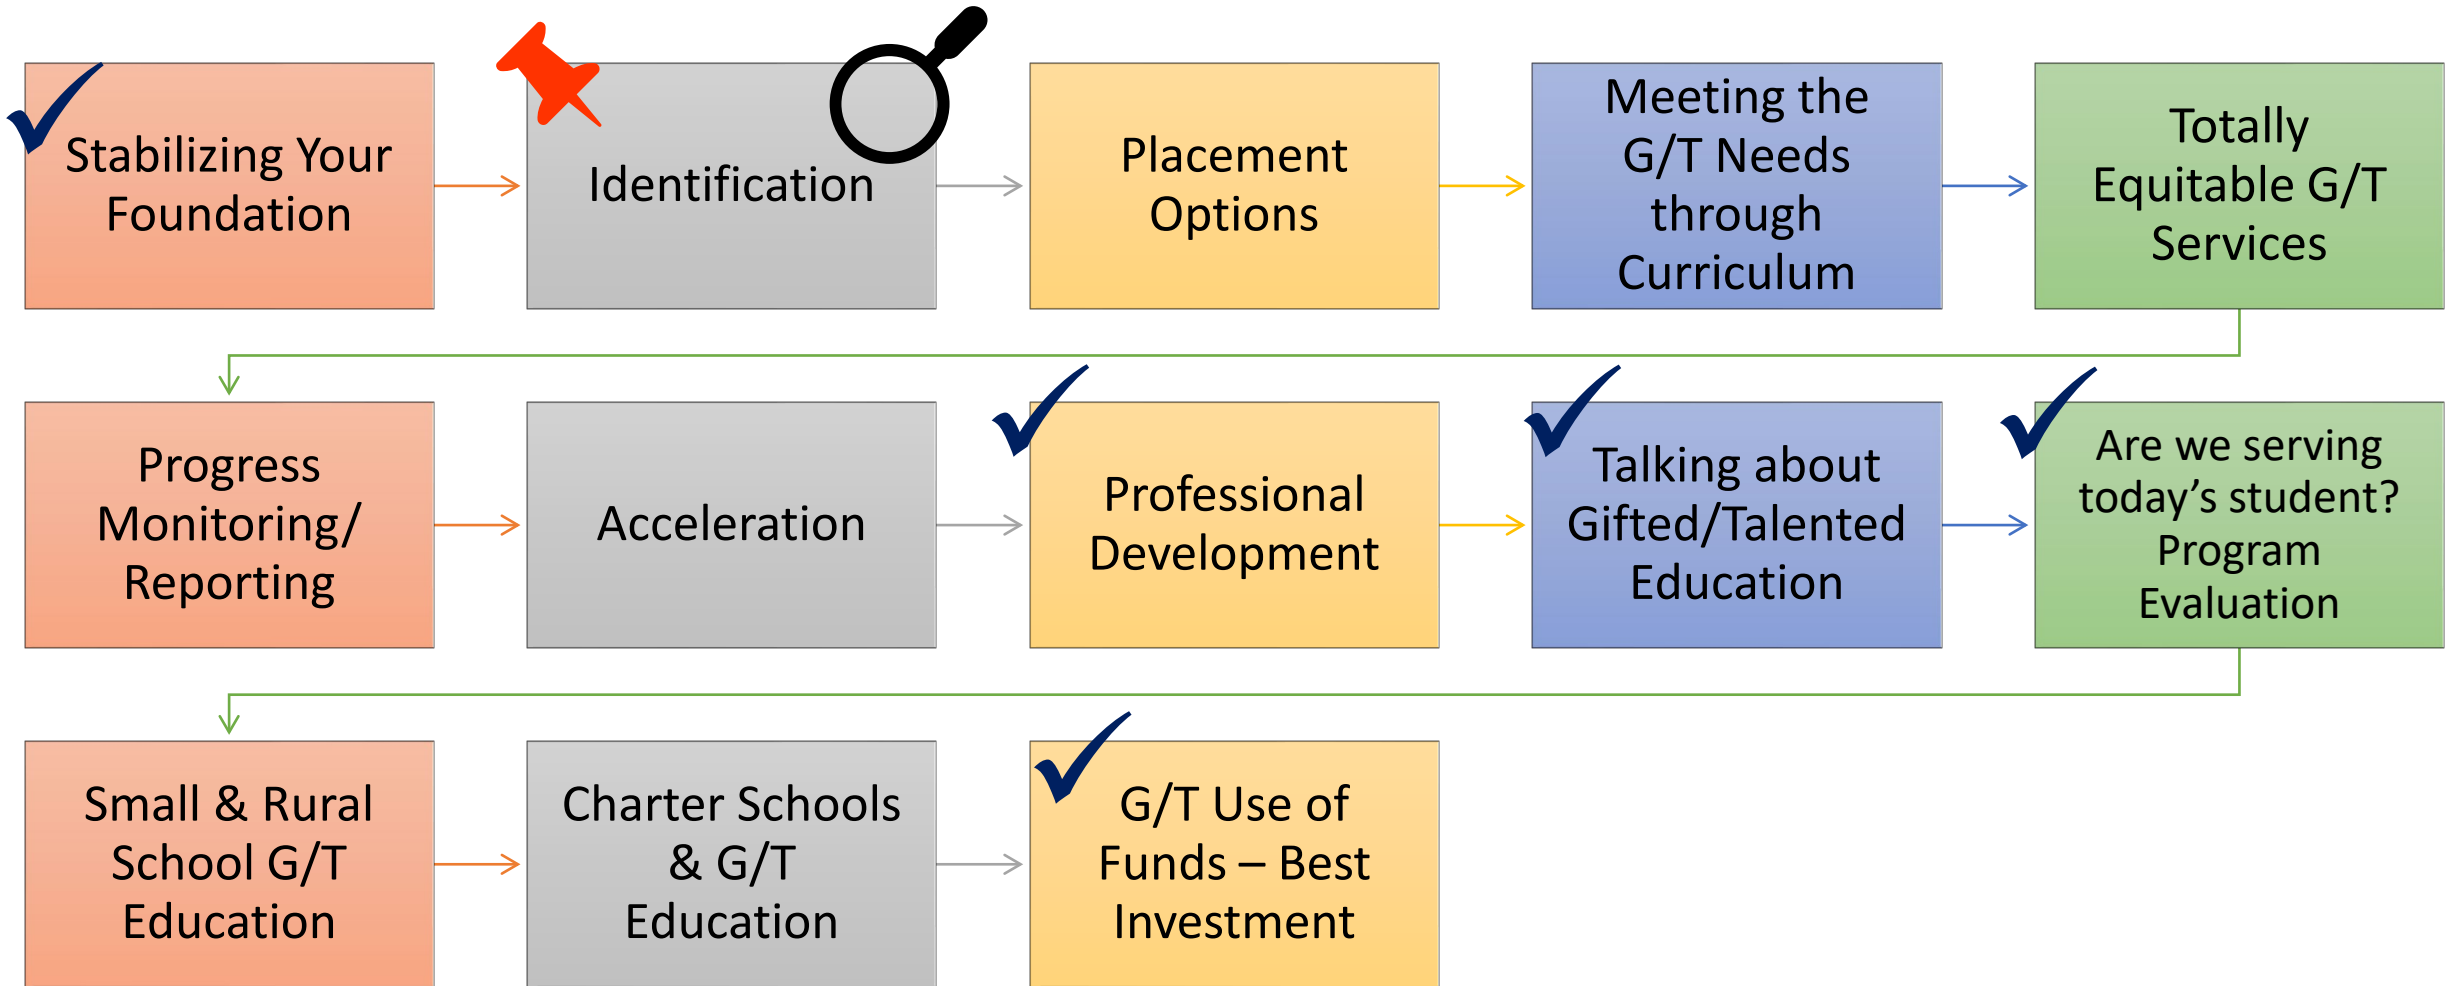 Stabilizing Your
Foundation
Identification
Placement
Options
Meeting the
G/T Needs
through
Curriculum
Totally
Equitable G/T
Services
Progress
Monitoring/
Reporting
Acceleration
Professional
Development
Talking about
Gifted/Talented
Education
Are we serving
today’s student?
Program
Evaluation
Small & Rural
School G/T
Education
Charter Schools
& G/T
Education
G/T Use of
Funds – Best
Investment